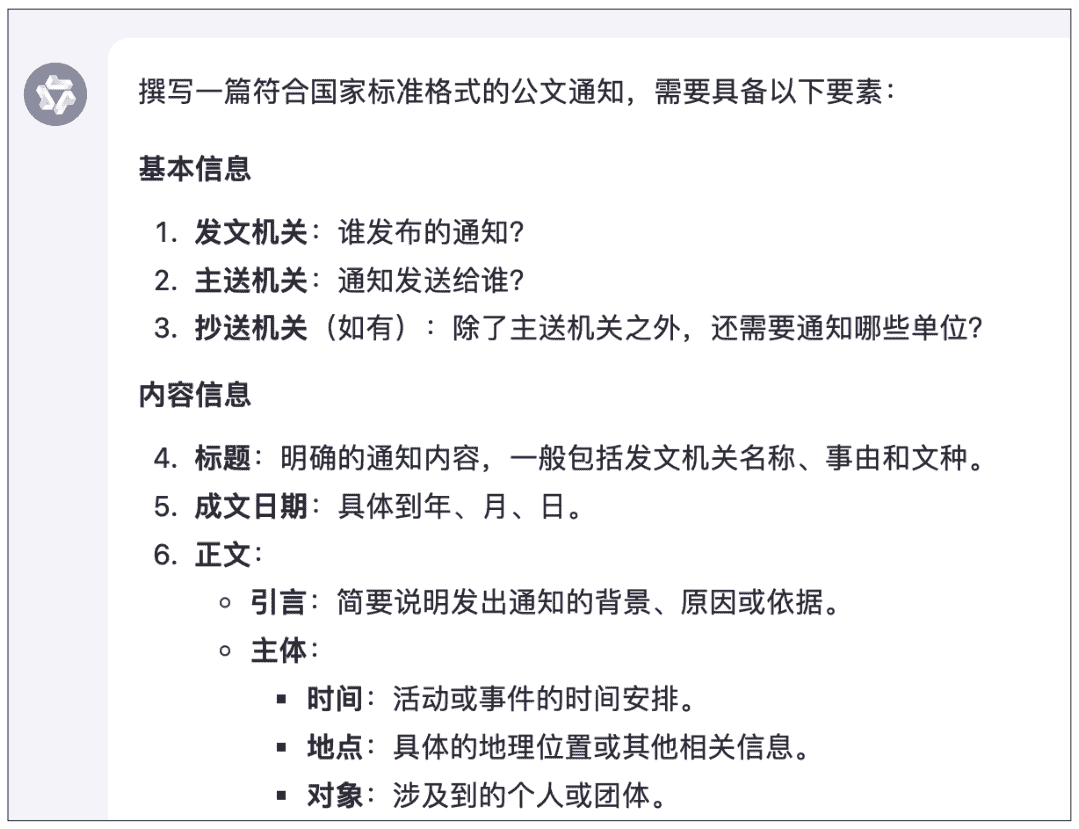 撰写一篇符合国家标准格式的公文通知，需要具备以下要素：
基本信息
1. 发文机关：谁发布的通知？
2. 主送机关：通知发送给谁？
3. 抄送机关（如有）：除了主送机关之外，还需要通知哪些单位？
内容信息
4. 标题：明确的通知内容，一般包括发文机关名称、事由和文种。
5. 成文日期：具体到年、月、日。
6. 正文：
◦ 引言：简要说明发出通知的背景、原因或依据。
◦ 主体：
▪ 时间：活动或事件的时间安排。
▪ 地点：具体的地理位置或其他相关信息。
▪ 对象：涉及到的个人或团体。